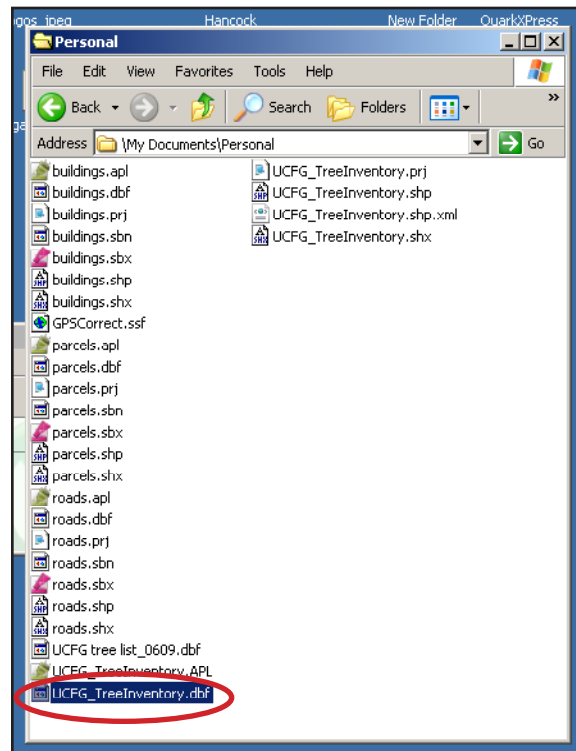 ogos jpeg Hancock New Folder QuarkXPress
Personal
File Edit View Favorites Tools Help
Back Search Folders »
Address \My Documents\Personal Go
buildings.apl
buildings.dbf
buildings.prj
buildings.sbn
buildings.sbx
buildings.shp
buildings.shx
GPSCorrect.ssf
parcels.apl
parcels.dbf
parcels.prj
parcels.sbn
parcels.sbx
parcels.shp
parcels.shx
roads.apl
roads.dbf
roads.prj
roads.sbn
roads.sbx
roads.shp
roads.shx
UCFG tree list_0609.dbf
UCFG_TreeInventory.APL
UCFG_TreeInventory.dbf
UCFG_TreeInventory.prj
UCFG_TreeInventory.shp
UCFG_TreeInventory.shp.xml
UCFG_TreeInventory.shx